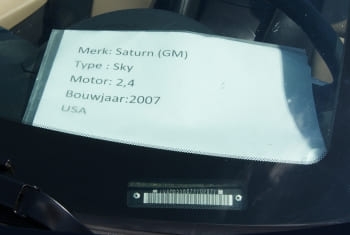 Merk: Saturn (GM)
Type : Sky
Motor: 2,4
Bouwjaar:2007
USA